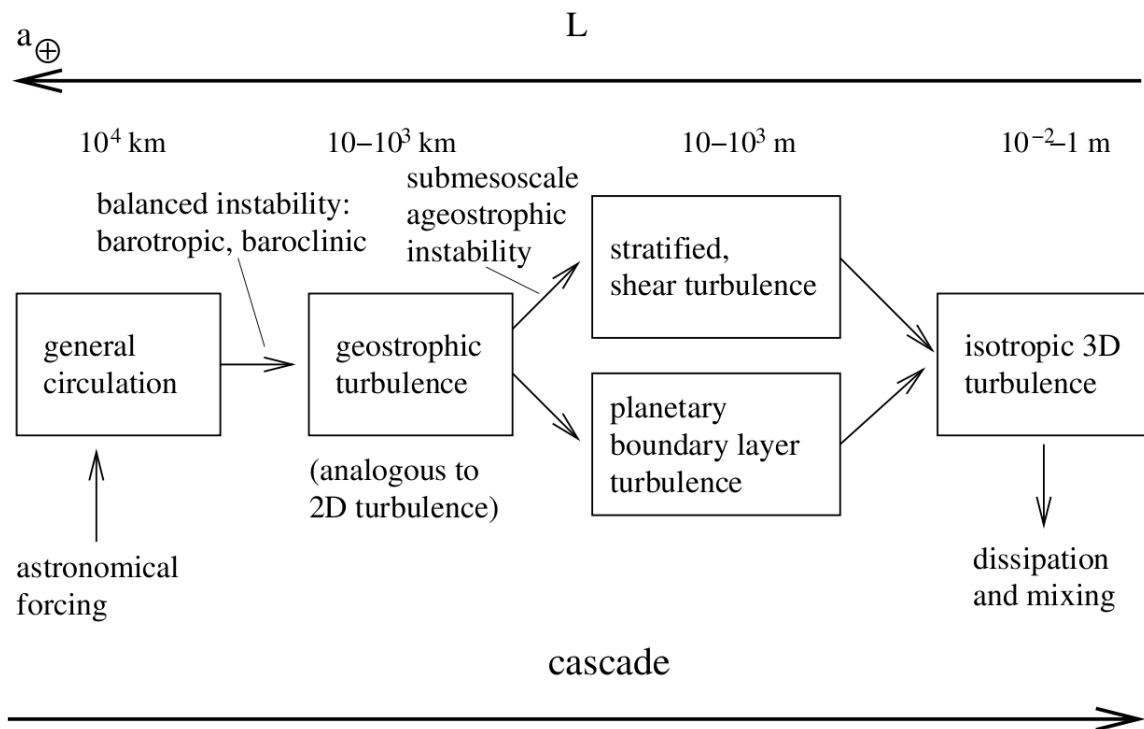 L
a⊕
10⁴ km
10–10³ km
10–10³ m
10⁻²–1 m
balanced instability:
barotropic, baroclinic
submesoscale
ageostrophic
instability
general
circulation
geostrophic
turbulence
(analogous to
2D turbulence)
stratified,
shear turbulence
planetary
boundary layer
turbulence
isotropic 3D
turbulence
astronomical
forcing
dissipation
and mixing
cascade